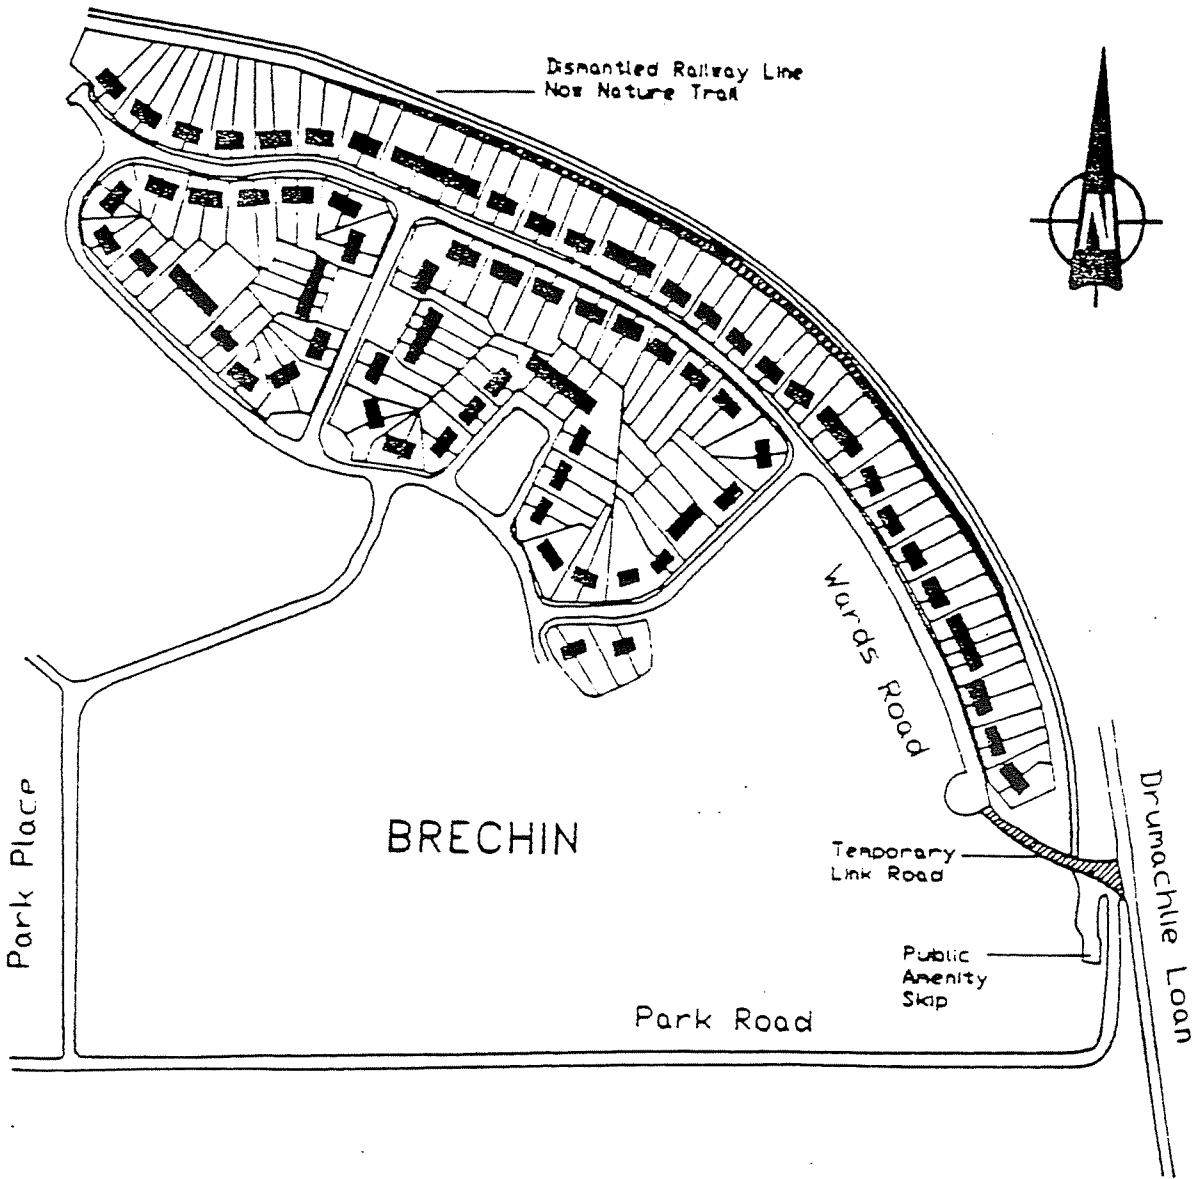 Dismantled Railway Line
Now Nature Trail
Wards Road
BRECHIN
Temporary
Link Road
Park Place
Drumachlie Loan
Public
Amenity
Skip
Park Road